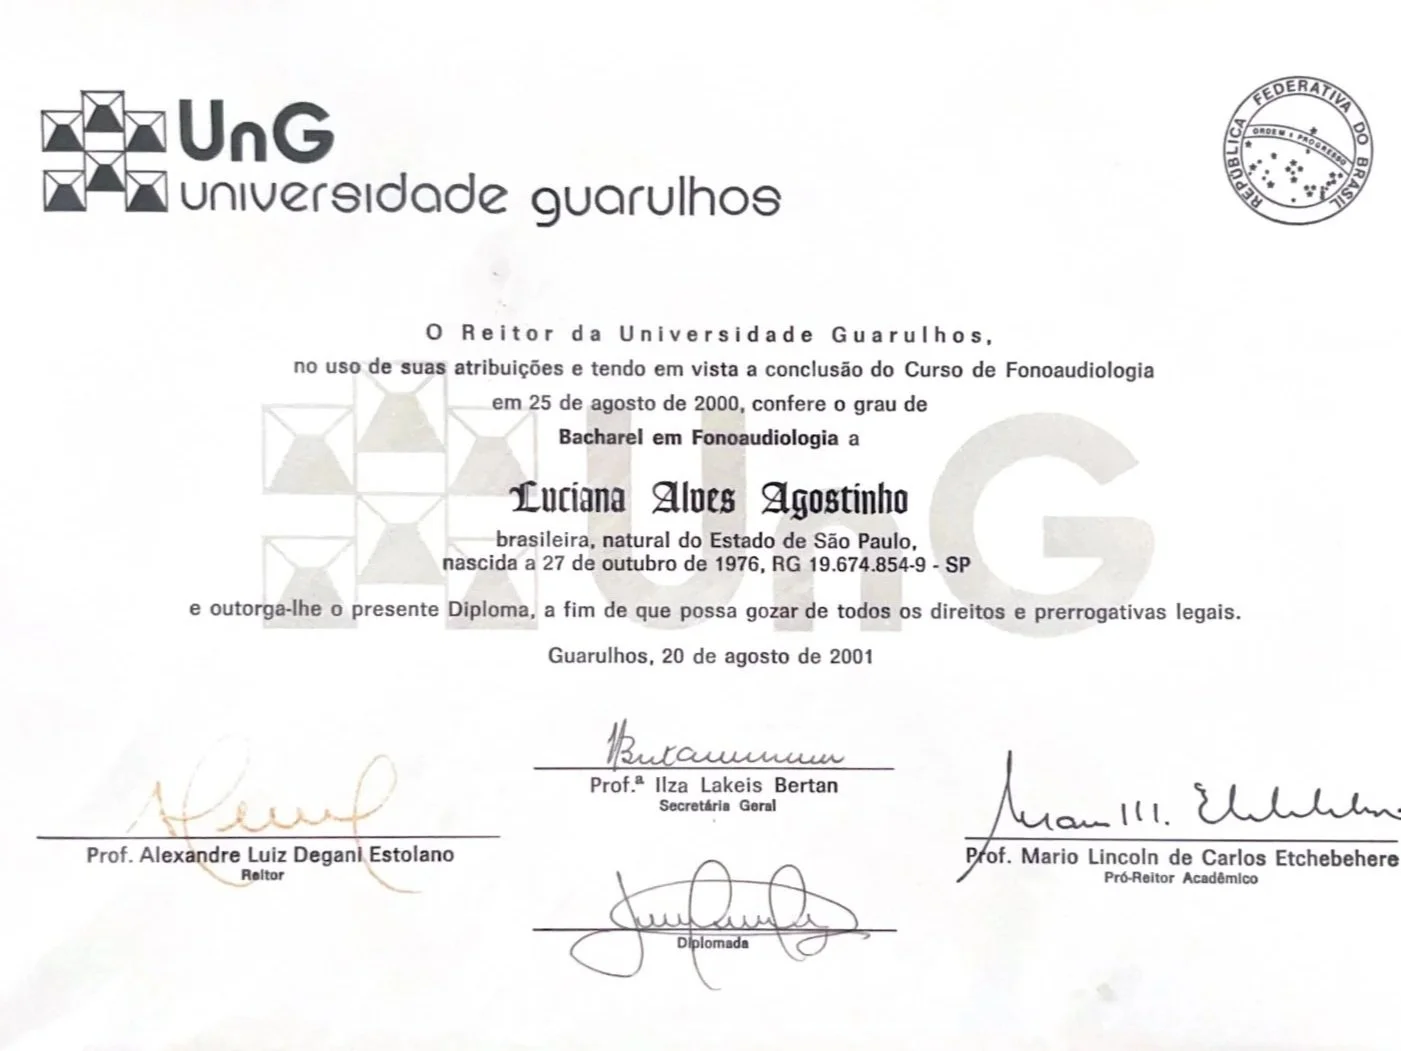 UnG
universidade guarulhos
REPÚBLICA FEDERATIVA DO BRASIL
ORDEM E PROGRESSO
O Reitor da Universidade Guarulhos,
no uso de suas atribuições e tendo em vista a conclusão do Curso de Fonoaudiologia
em 25 de agosto de 2000, confere o grau de
Bacharel em Fonoaudiologia a
Luciana Alves Agostinho
brasileira, natural do Estado de São Paulo,
nascida a 27 de outubro de 1976, RG 19.674.854-9 - SP
e outorga-lhe o presente Diploma, a fim de que possa gozar de todos os direitos e prerrogativas legais.
Guarulhos, 20 de agosto de 2001
Prof.ª Ilza Lakeis Bertan
Secretária Geral
Prof. Alexandre Luiz Degani Estolano
Reitor
Prof. Mario Lincoln de Carlos Etchebehere
Pró-Reitor Acadêmico
Diplomada
UnG